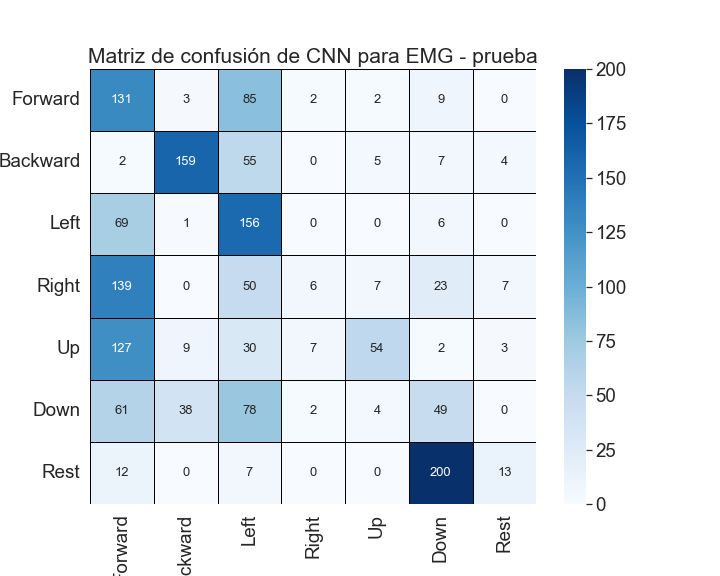 Matriz de confusión de CNN para EMG - prueba
Forward 131 3 85 2 2 9 0
Backward 2 159 55 0 5 7 4
Left 69 1 156 0 0 6 0
Right 139 0 50 6 7 23 7
Up 127 9 30 7 54 2 3
Down 61 38 78 2 4 49 0
Rest 12 0 7 0 0 200 13
Forward ckward Left Right Up Down Rest
200
175
150
125
100
75
50
25
0